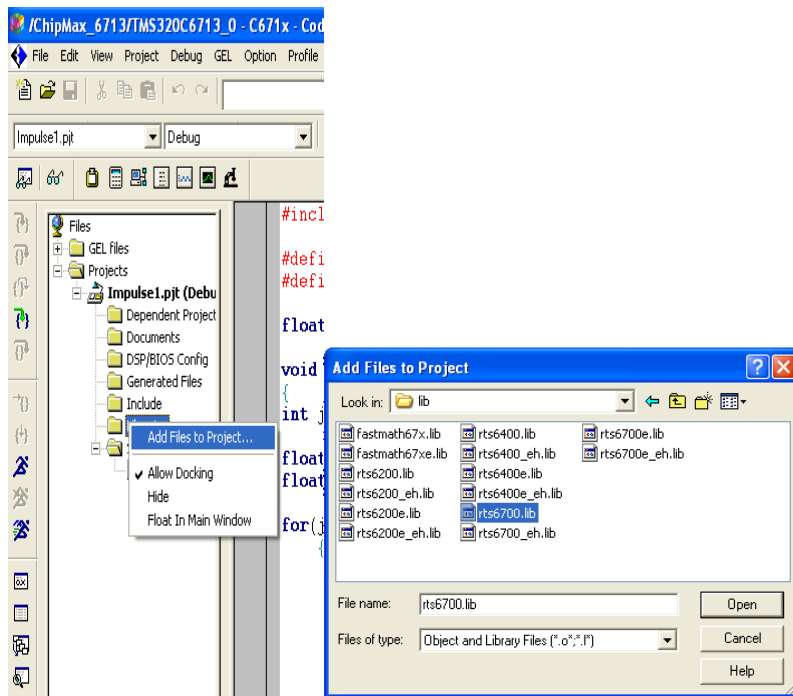 /ChipMax_6713/TMS320C6713_0 - C671x - Cod
File Edit View Project Debug GEL Option Profile
Impulse1.pjt Debug
Files
GEL files
Projects
Impulse1.pjt (Debu
Dependent Project
Documents
DSP/BIOS Config
Generated Files
Include
Add Files to Project...
Allow Docking
Hide
Float In Main Window
#incl
#defi
#defi
float
void
{
int j
float
float
for(j
{
Add Files to Project
Look in: lib
fastmath67x.lib rts6400.lib rts6700e.lib
fastmath67xe.lib rts6400_eh.lib rts6700e_eh.lib
rts6200.lib rts6400e.lib
rts6200_eh.lib rts6400e_eh.lib
rts6200e.lib rts6700.lib
rts6200e_eh.lib rts6700_eh.lib
File name: rts6700.lib Open
Files of type: Object and Library Files (*.o*;*.l*) Cancel
Help